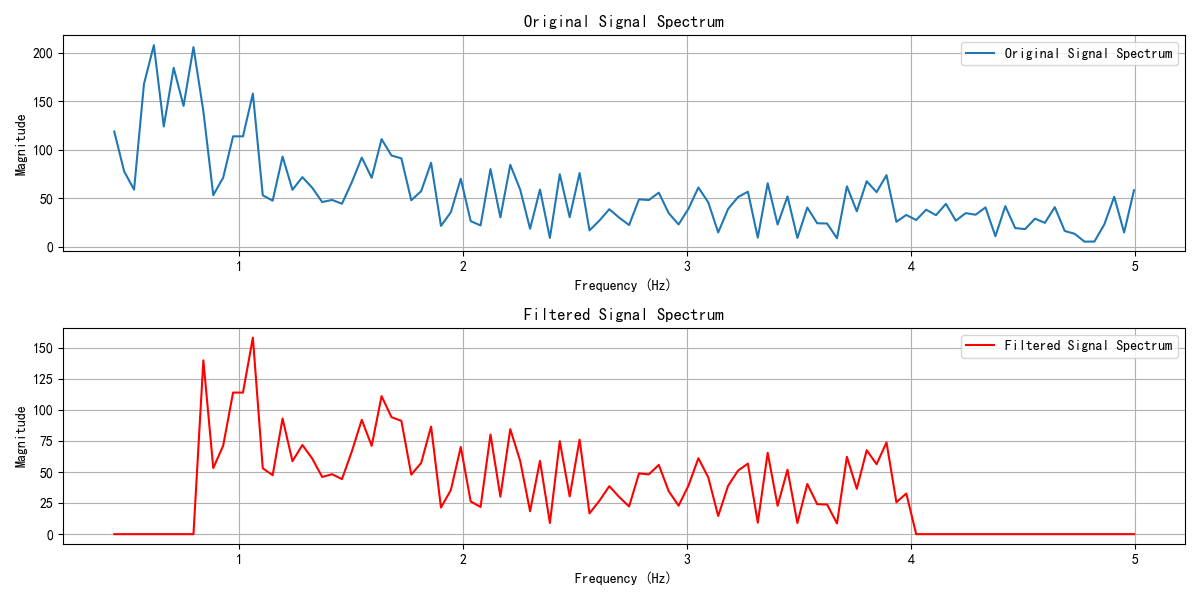 Original Signal Spectrum
Original Signal Spectrum
Magnitude
200
150
100
50
0
1 2 3 4 5
Frequency (Hz)
Filtered Signal Spectrum
Filtered Signal Spectrum
Magnitude
150
125
100
75
50
25
0
1 2 3 4 5
Frequency (Hz)